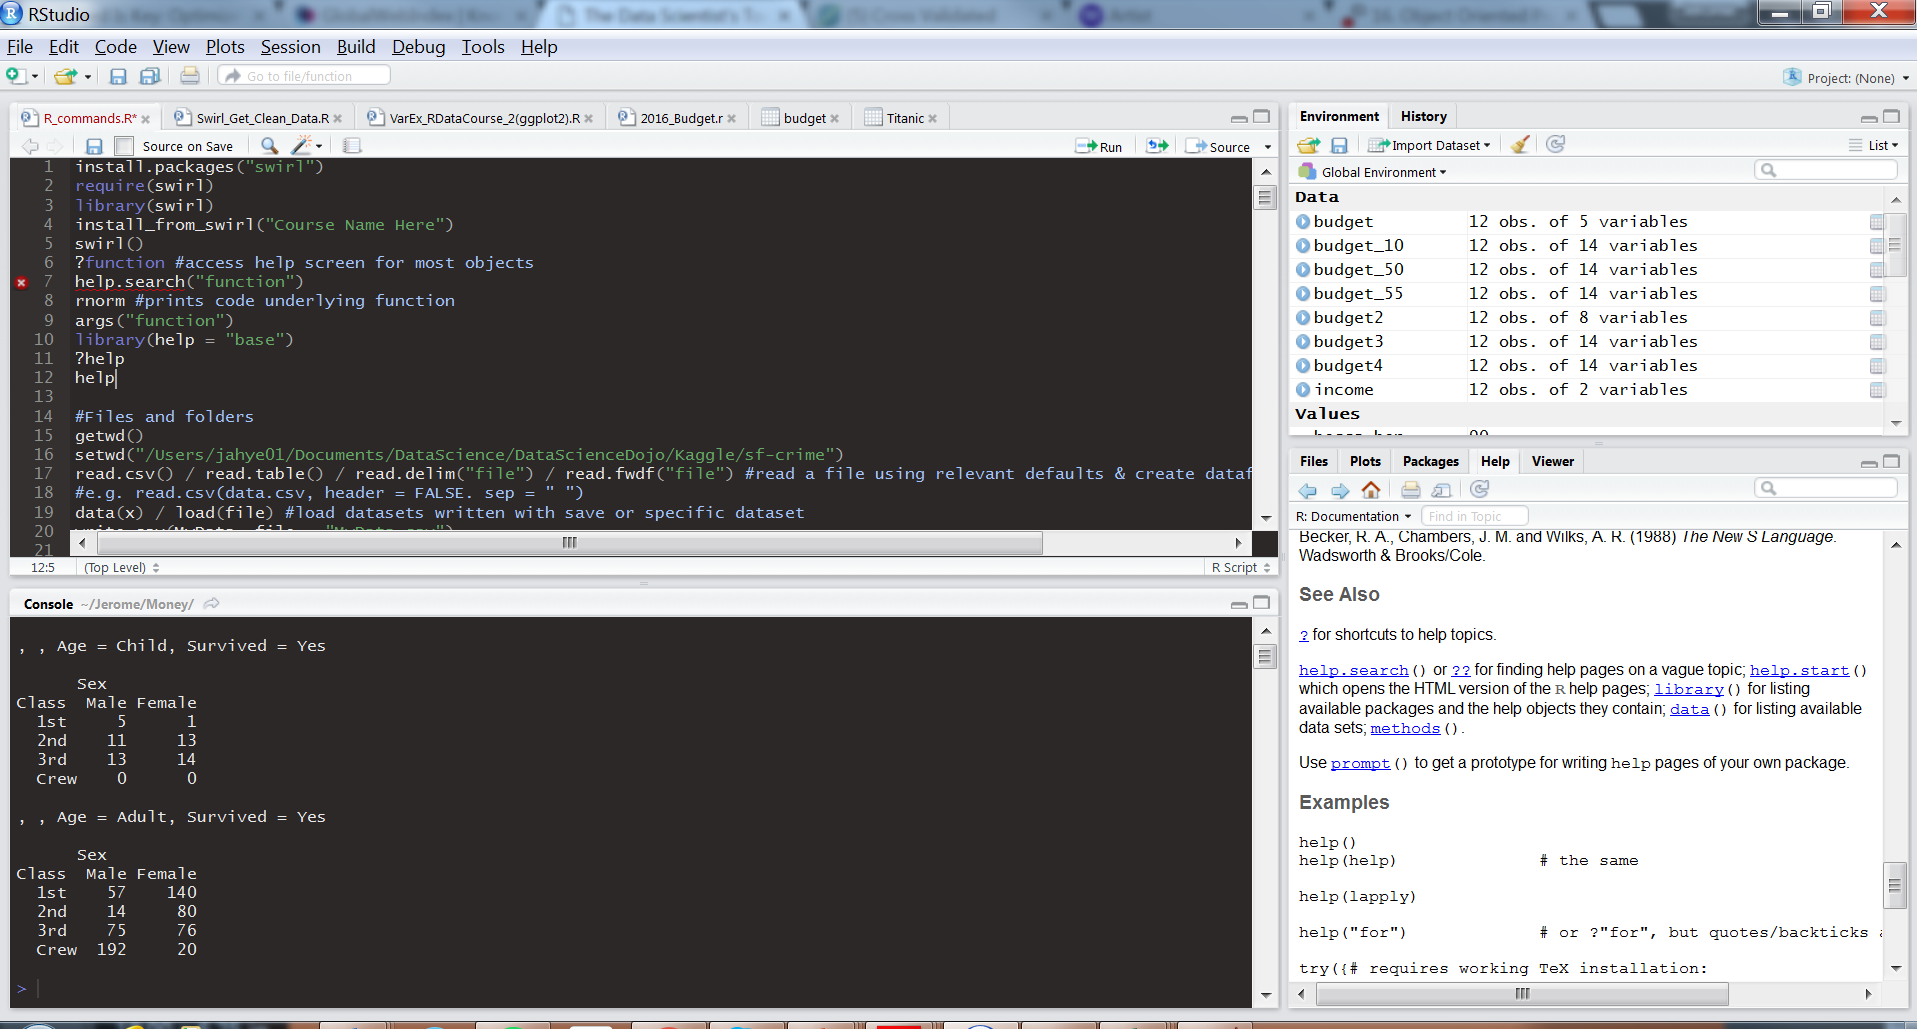 RStudio
File Edit Code View Plots Session Build Debug Tools Help
Go to file/function
Project: (None)
R_commands.R* Swirl_Get_Clean_Data.R VarEx_RDataCourse_2(ggplot2).R 2016_Budget.r budget Titanic
Source on Save Run Source
1 install.packages("swirl")
2 require(swirl)
3 library(swirl)
4 install_from_swirl("Course Name Here")
5 swirl()
6 ?function #access help screen for most objects
7 help.search("function")
8 rnorm #prints code underlying function
9 args("function")
10 library(help = "base")
11 ?help
12 help
13
14 #Files and folders
15 getwd()
16 setwd("/Users/jahye01/Documents/DataScience/DataScienceDojo/Kaggle/sf-crime")
17 read.csv() / read.table() / read.delim("file") / read.fwdf("file") #read a file using relevant defaults & create dataf
18 #e.g. read.csv(data.csv, header = FALSE. sep = " ")
19 data(x) / load(file) #load datasets written with save or specific dataset
20
21
12:5 (Top Level) R Script
Console ~/Jerome/Money/
, , Age = Child, Survived = Yes
Sex
Class Male Female
1st 5 1
2nd 11 13
3rd 13 14
Crew 0 0
, , Age = Adult, Survived = Yes
Sex
Class Male Female
1st 57 140
2nd 14 80
3rd 75 76
Crew 192 20
>
Environment History
Import Dataset List
Global Environment
Data
budget 12 obs. of 5 variables
budget_10 12 obs. of 14 variables
budget_50 12 obs. of 14 variables
budget_55 12 obs. of 14 variables
budget2 12 obs. of 8 variables
budget3 12 obs. of 14 variables
budget4 12 obs. of 14 variables
income 12 obs. of 2 variables
Values
Files Plots Packages Help Viewer
R: Documentation Find in Topic
Becker, R. A., Chambers, J. M. and Wilks, A. R. (1988) The New S Language.
Wadsworth & Brooks/Cole.
See Also
? for shortcuts to help topics.
help.search() or ?? for finding help pages on a vague topic; help.start()
which opens the HTML version of the R help pages; library() for listing
available packages and the help objects they contain; data() for listing available
data sets; methods().
Use prompt() to get a prototype for writing help pages of your own package.
Examples
help()
help(help) # the same
help(lapply)
help("for") # or ?"for", but quotes/backticks
try({# requires working TeX installation: